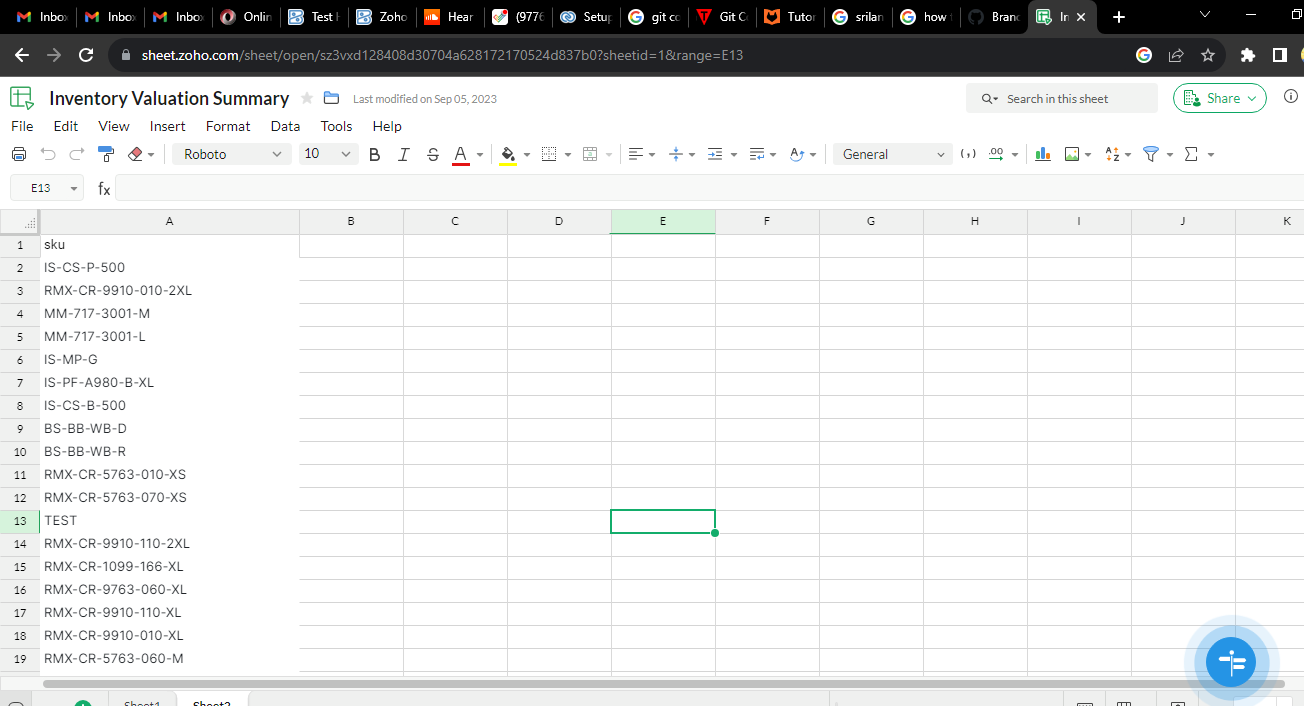 Inbox Inbox Inbox Onlin Test Zoho Hear (977 Setup git co Git C Tutor srilan how Branc In
sheet.zoho.com/sheet/open/sz3vxd128408d30704a628172170524d837b0?sheetid=1&range=E13
Inventory Valuation Summary Last modified on Sep 05, 2023 Search in this sheet Share
File Edit View Insert Format Data Tools Help
Roboto 10 B I S A General (,) .00
E13 fx
A B C D E F G H I J K
1 sku
2 IS-CS-P-500
3 RMX-CR-9910-010-2XL
4 MM-717-3001-M
5 MM-717-3001-L
6 IS-MP-G
7 IS-PF-A980-B-XL
8 IS-CS-B-500
9 BS-BB-WB-D
10 BS-BB-WB-R
11 RMX-CR-5763-010-XS
12 RMX-CR-5763-070-XS
13 TEST
14 RMX-CR-9910-110-2XL
15 RMX-CR-1099-166-XL
16 RMX-CR-9763-060-XL
17 RMX-CR-9910-110-XL
18 RMX-CR-9910-010-XL
19 RMX-CR-5763-060-M
Sheet1 Sheet2